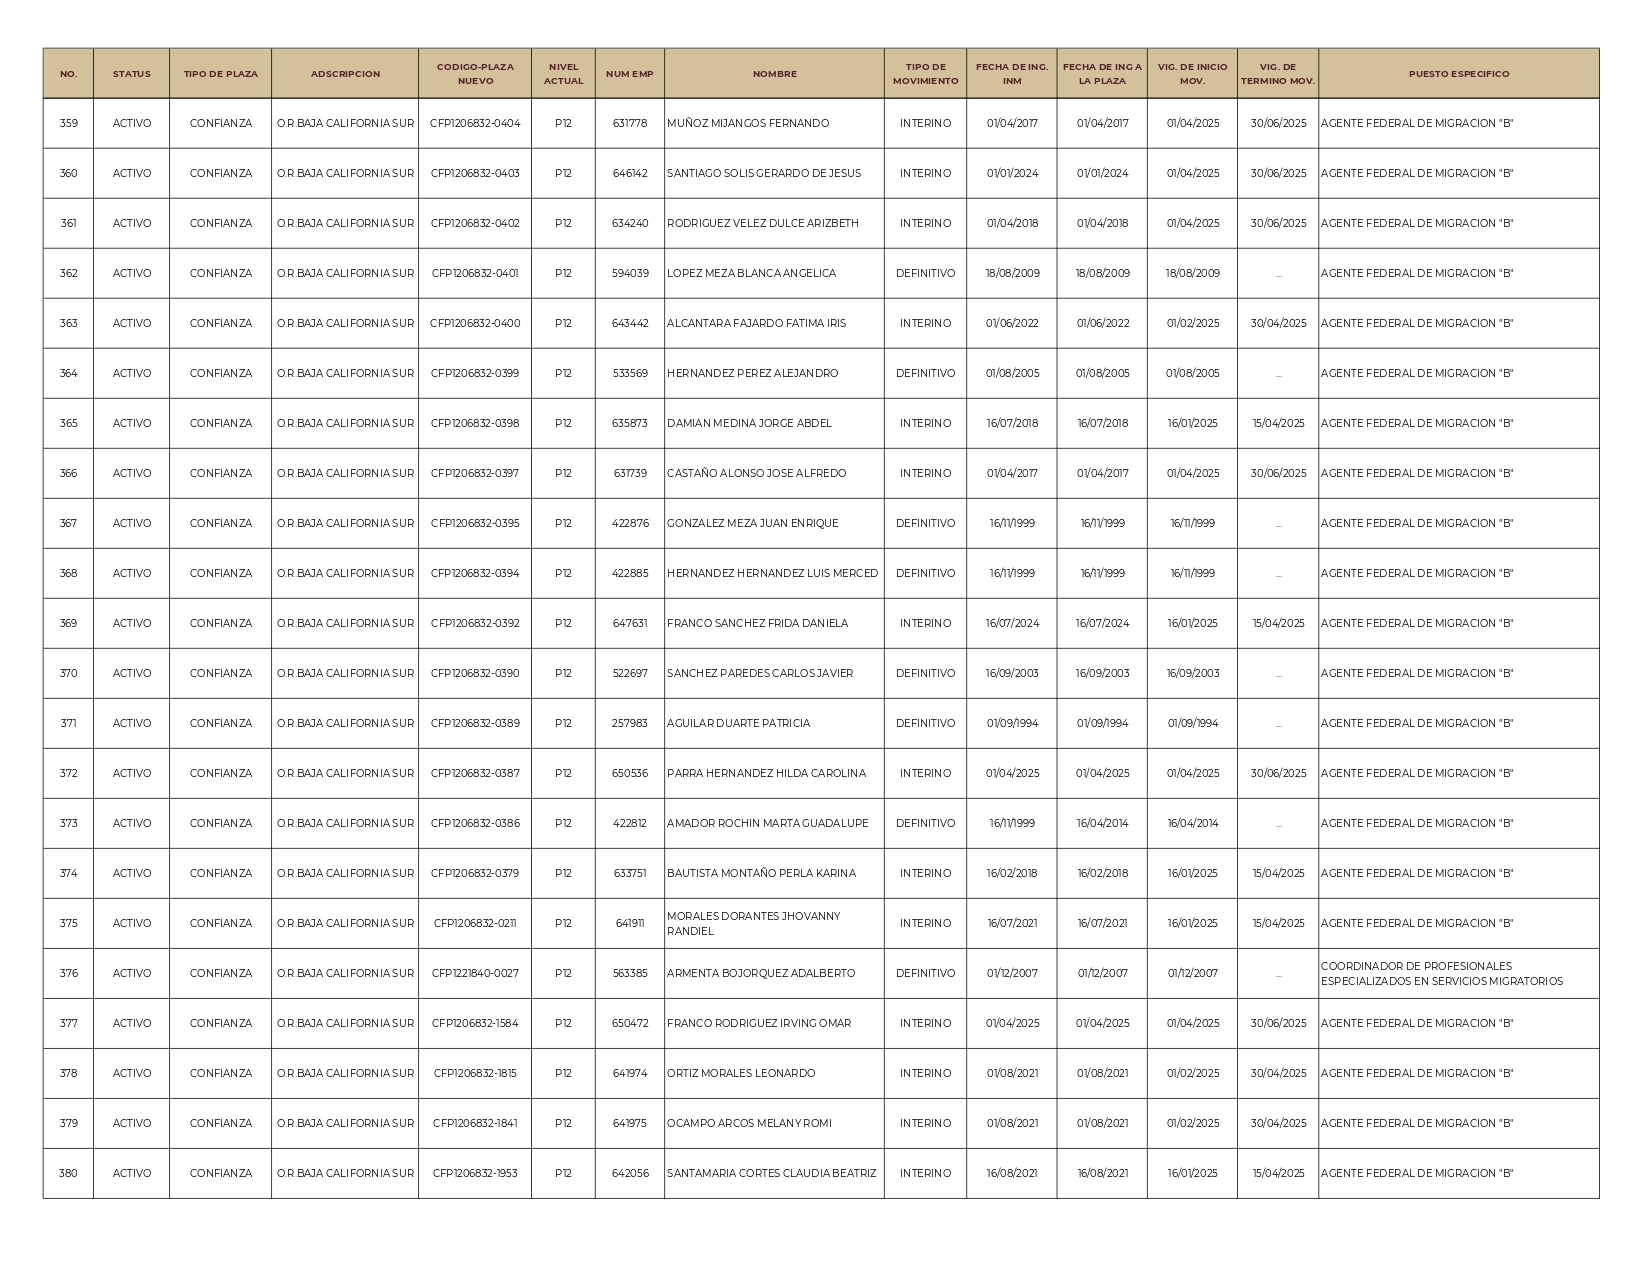 NO. STATUS TIPO DE PLAZA ADSCRIPCION CODIGO-PLAZA NUEVO NIVEL ACTUAL NUM EMP NOMBRE TIPO DE MOVIMIENTO FECHA DE ING. INM FECHA DE ING A LA PLAZA VIG. DE INICIO MOV. VIG. DE TERMINO MOV. PUESTO ESPECIFICO
359 ACTIVO CONFIANZA O.R.BAJA CALIFORNIA SUR CFP1206832-0404 P12 631778 MUÑOZ MIJANGOS FERNANDO INTERINO 01/04/2017 01/04/2017 01/04/2025 30/06/2025 AGENTE FEDERAL DE MIGRACION "B"
360 ACTIVO CONFIANZA O.R.BAJA CALIFORNIA SUR CFP1206832-0403 P12 646142 SANTIAGO SOLIS GERARDO DE JESUS INTERINO 01/01/2024 01/01/2024 01/04/2025 30/06/2025 AGENTE FEDERAL DE MIGRACION "B"
361 ACTIVO CONFIANZA O.R.BAJA CALIFORNIA SUR CFP1206832-0402 P12 634240 RODRIGUEZ VELEZ DULCE ARIZBETH INTERINO 01/04/2018 01/04/2018 01/04/2025 30/06/2025 AGENTE FEDERAL DE MIGRACION "B"
362 ACTIVO CONFIANZA O.R.BAJA CALIFORNIA SUR CFP1206832-0401 P12 594039 LOPEZ MEZA BLANCA ANGELICA DEFINITIVO 18/08/2009 18/08/2009 18/08/2009 ... AGENTE FEDERAL DE MIGRACION "B"
363 ACTIVO CONFIANZA O.R.BAJA CALIFORNIA SUR CFP1206832-0400 P12 643442 ALCANTARA FAJARDO FATIMA IRIS INTERINO 01/06/2022 01/06/2022 01/02/2025 30/04/2025 AGENTE FEDERAL DE MIGRACION "B"
364 ACTIVO CONFIANZA O.R.BAJA CALIFORNIA SUR CFP1206832-0399 P12 533569 HERNANDEZ PEREZ ALEJANDRO DEFINITIVO 01/08/2005 01/08/2005 01/08/2005 ... AGENTE FEDERAL DE MIGRACION "B"
365 ACTIVO CONFIANZA O.R.BAJA CALIFORNIA SUR CFP1206832-0398 P12 635873 DAMIAN MEDINA JORGE ABDEL INTERINO 16/07/2018 16/07/2018 16/01/2025 15/04/2025 AGENTE FEDERAL DE MIGRACION "B"
366 ACTIVO CONFIANZA O.R.BAJA CALIFORNIA SUR CFP1206832-0397 P12 631739 CASTAÑO ALONSO JOSE ALFREDO INTERINO 01/04/2017 01/04/2017 01/04/2025 30/06/2025 AGENTE FEDERAL DE MIGRACION "B"
367 ACTIVO CONFIANZA O.R.BAJA CALIFORNIA SUR CFP1206832-0395 P12 422876 GONZALEZ MEZA JUAN ENRIQUE DEFINITIVO 16/11/1999 16/11/1999 16/11/1999 ... AGENTE FEDERAL DE MIGRACION "B"
368 ACTIVO CONFIANZA O.R.BAJA CALIFORNIA SUR CFP1206832-0394 P12 422885 HERNANDEZ HERNANDEZ LUIS MERCED DEFINITIVO 16/11/1999 16/11/1999 16/11/1999 ... AGENTE FEDERAL DE MIGRACION "B"
369 ACTIVO CONFIANZA O.R.BAJA CALIFORNIA SUR CFP1206832-0392 P12 647631 FRANCO SANCHEZ FRIDA DANIELA INTERINO 16/07/2024 16/07/2024 16/01/2025 15/04/2025 AGENTE FEDERAL DE MIGRACION "B"
370 ACTIVO CONFIANZA O.R.BAJA CALIFORNIA SUR CFP1206832-0390 P12 522697 SANCHEZ PAREDES CARLOS JAVIER DEFINITIVO 16/09/2003 16/09/2003 16/09/2003 ... AGENTE FEDERAL DE MIGRACION "B"
371 ACTIVO CONFIANZA O.R.BAJA CALIFORNIA SUR CFP1206832-0389 P12 257983 AGUILAR DUARTE PATRICIA DEFINITIVO 01/09/1994 01/09/1994 01/09/1994 ... AGENTE FEDERAL DE MIGRACION "B"
372 ACTIVO CONFIANZA O.R.BAJA CALIFORNIA SUR CFP1206832-0387 P12 650536 PARRA HERNANDEZ HILDA CAROLINA INTERINO 01/04/2025 01/04/2025 01/04/2025 30/06/2025 AGENTE FEDERAL DE MIGRACION "B"
373 ACTIVO CONFIANZA O.R.BAJA CALIFORNIA SUR CFP1206832-0386 P12 422812 AMADOR ROCHIN MARTA GUADALUPE DEFINITIVO 16/11/1999 16/04/2014 16/04/2014 ... AGENTE FEDERAL DE MIGRACION "B"
374 ACTIVO CONFIANZA O.R.BAJA CALIFORNIA SUR CFP1206832-0379 P12 633751 BAUTISTA MONTAÑO PERLA KARINA INTERINO 16/02/2018 16/02/2018 16/01/2025 15/04/2025 AGENTE FEDERAL DE MIGRACION "B"
375 ACTIVO CONFIANZA O.R.BAJA CALIFORNIA SUR CFP1206832-0211 P12 641911 MORALES DORANTES JHOVANNY RANDIEL INTERINO 16/07/2021 16/07/2021 16/01/2025 15/04/2025 AGENTE FEDERAL DE MIGRACION "B"
376 ACTIVO CONFIANZA O.R.BAJA CALIFORNIA SUR CFP1221840-0027 P12 563385 ARMENTA BOJORQUEZ ADALBERTO DEFINITIVO 01/12/2007 01/12/2007 01/12/2007 ... COORDINADOR DE PROFESIONALES ESPECIALIZADOS EN SERVICIOS MIGRATORIOS
377 ACTIVO CONFIANZA O.R.BAJA CALIFORNIA SUR CFP1206832-1584 P12 650472 FRANCO RODRIGUEZ IRVING OMAR INTERINO 01/04/2025 01/04/2025 01/04/2025 30/06/2025 AGENTE FEDERAL DE MIGRACION "B"
378 ACTIVO CONFIANZA O.R.BAJA CALIFORNIA SUR CFP1206832-1815 P12 641974 ORTIZ MORALES LEONARDO INTERINO 01/08/2021 01/08/2021 01/02/2025 30/04/2025 AGENTE FEDERAL DE MIGRACION "B"
379 ACTIVO CONFIANZA O.R.BAJA CALIFORNIA SUR CFP1206832-1841 P12 641975 OCAMPO ARCOS MELANY ROMI INTERINO 01/08/2021 01/08/2021 01/02/2025 30/04/2025 AGENTE FEDERAL DE MIGRACION "B"
380 ACTIVO CONFIANZA O.R.BAJA CALIFORNIA SUR CFP1206832-1953 P12 642056 SANTAMARIA CORTES CLAUDIA BEATRIZ INTERINO 16/08/2021 16/08/2021 16/01/2025 15/04/2025 AGENTE FEDERAL DE MIGRACION "B"